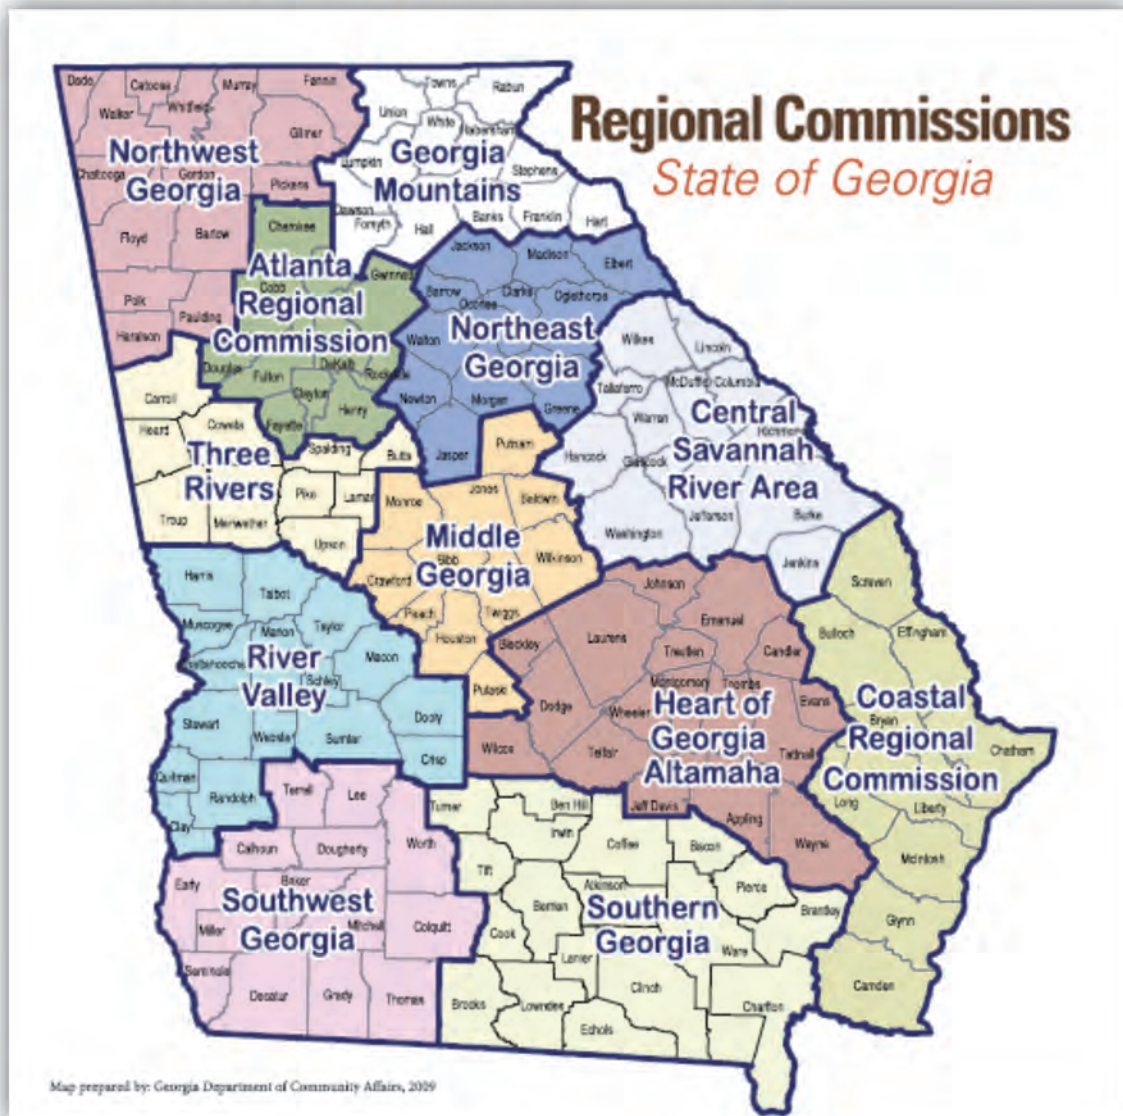 Regional Commissions
State of Georgia
Dade
Catoosa
Murray
Fannin
Walker
Whitfield
Gilmer
Northwest
Georgia
Chattooga
Gordon
Pickens
Floyd
Bartow
Polk
Paulding
Haralson
Towns
Rabun
Union
White
Habersham
Lumpkin
Georgia
Mountains
Stephens
Dawson
Forsyth
Hall
Banks
Franklin
Hart
Cherokee
Atlanta
Regional
Commission
Cobb
Gwinnett
Douglas
Fulton
DeKalb
Rockdale
Clayton
Henry
Fayette
Jackson
Madison
Elbert
Barrow
Clarke
Oconee
Oglethorpe
Northeast
Georgia
Walton
Newton
Morgan
Greene
Jasper
Wilkes
Lincoln
Taliaferro
McDuffie
Columbia
Warren
Richmond
Central
Savannah
River Area
Hancock
Glascock
Washington
Jefferson
Burke
Jenkins
Carroll
Heard
Coweta
Three
Rivers
Spalding
Butts
Pike
Lamar
Troup
Meriwether
Upson
Putnam
Monroe
Jones
Baldwin
Middle
Georgia
Bibb
Wilkinson
Crawford
Peach
Twiggs
Houston
Pulaski
Harris
Talbot
Muscogee
Marion
Taylor
Macon
River
Valley
Schley
Stewart
Webster
Sumter
Dooly
Crisp
Quitman
Randolph
Clay
Johnson
Emanuel
Bleckley
Laurens
Treutlen
Candler
Montgomery
Toombs
Evans
Dodge
Wheeler
Heart of
Georgia
Altamaha
Wilcox
Telfair
Tattnall
Jeff Davis
Appling
Wayne
Screven
Bulloch
Effingham
Coastal
Regional
Commission
Bryan
Chatham
Long
Liberty
McIntosh
Glynn
Camden
Terrell
Lee
Calhoun
Dougherty
Worth
Early
Baker
Southwest
Georgia
Miller
Mitchell
Colquitt
Seminole
Decatur
Grady
Thomas
Turner
Ben Hill
Irwin
Coffee
Bacon
Tift
Atkinson
Pierce
Berrien
Southern
Georgia
Brantley
Cook
Lanier
Ware
Clinch
Brooks
Lowndes
Echols
Charlton
Map prepared by: Georgia Department of Community Affairs, 2009